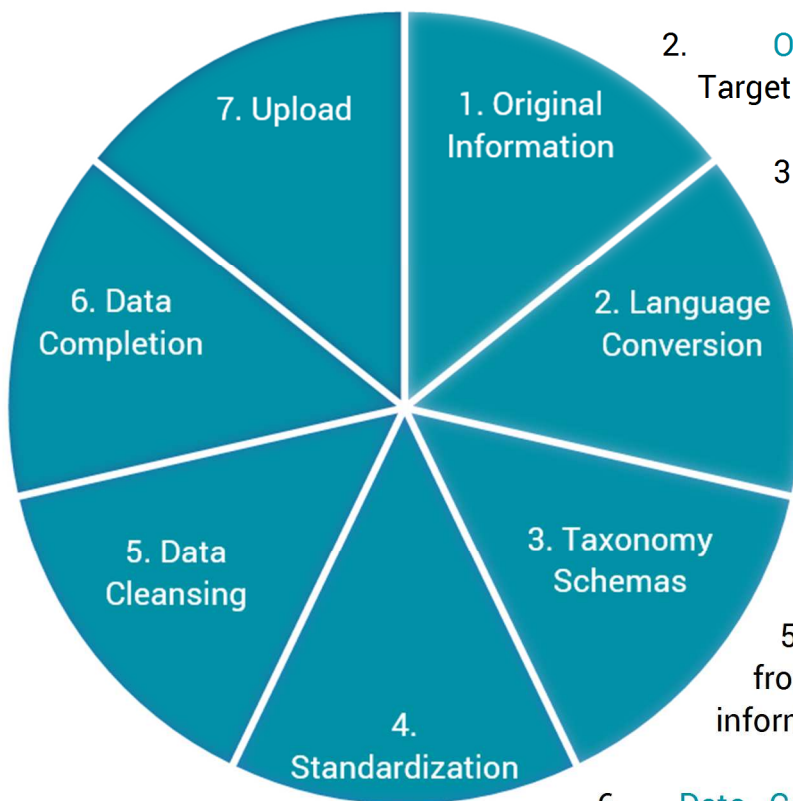 7. Upload
1. Original
Information
2. Language
Conversion
3. Taxonomy
Schemas
4.
Standardization
5. Data
Cleansing
6. Data
Completion
2.
Target
3
5